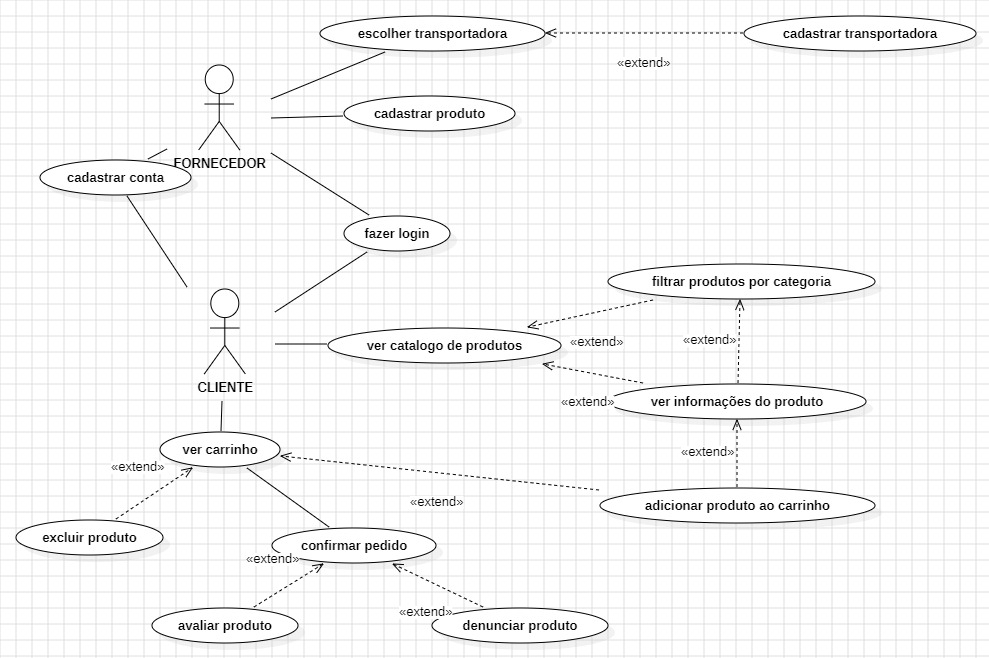 escolher transportadora
cadastrar transportadora
«extend»
cadastrar produto
FORNECEDOR
cadastrar conta
fazer login
filtrar produtos por categoria
ver catalogo de produtos
«extend»
«extend»
CLIENTE
«extend»
ver informações do produto
ver carrinho
«extend»
«extend»
«extend»
adicionar produto ao carrinho
excluir produto
confirmar pedido
«extend»
«extend»
avaliar produto
denunciar produto